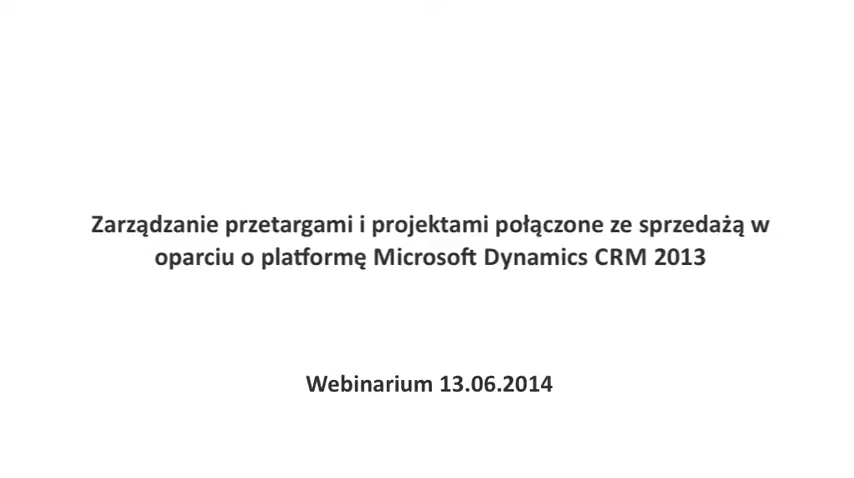 Zarządzanie przetargami i projektami połączone ze sprzedażą w
oparciu o platformę Microsoft Dynamics CRM 2013
Webinarium 13.06.2014